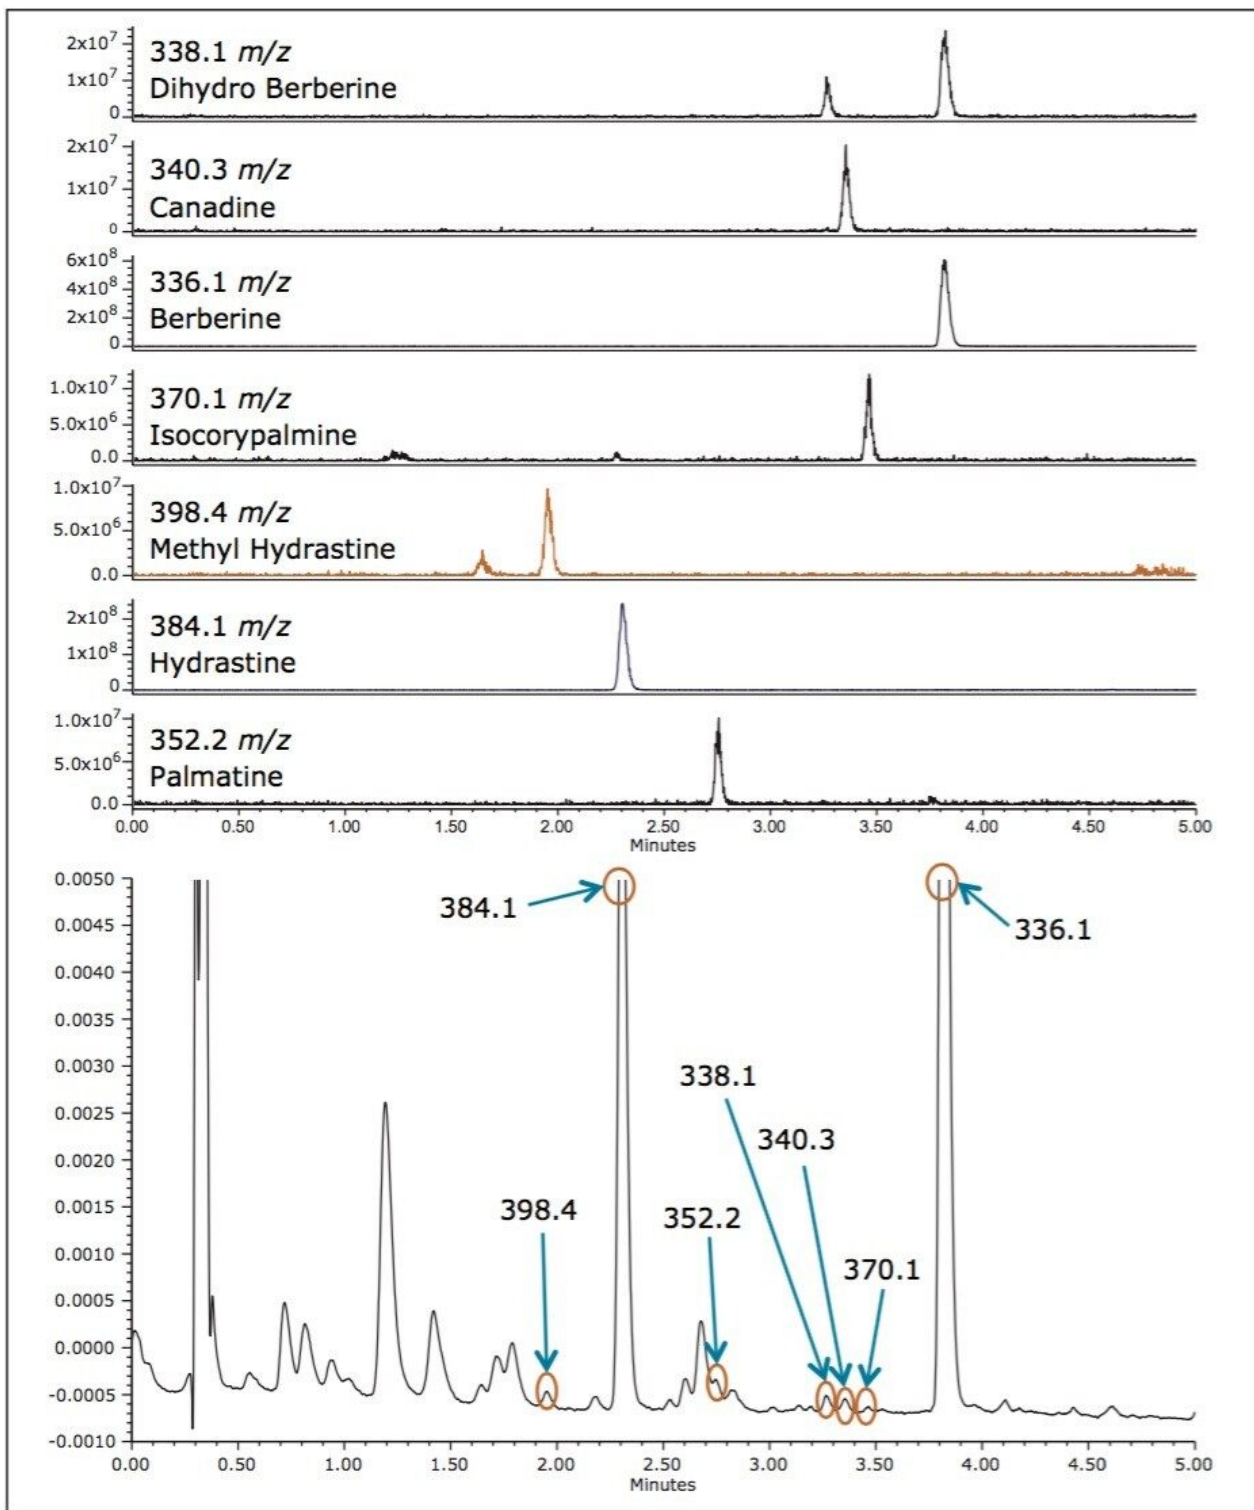 2x10⁷
1x10⁷
0
338.1 m/z
Dihydro Berberine
2x10⁷
1x10⁷
0
340.3 m/z
Canadine
6x10⁸
4x10⁸
2x10⁸
0
336.1 m/z
Berberine
1.0x10⁷
5.0x10⁶
0.0
370.1 m/z
Isocorypalmine
1.0x10⁷
5.0x10⁶
0.0
398.4 m/z
Methyl Hydrastine
2x10⁸
1x10⁸
0
384.1 m/z
Hydrastine
1.0x10⁷
5.0x10⁶
0.0
352.2 m/z
Palmatine
0.00 0.50 1.00 1.50 2.00 2.50 3.00 3.50 4.00 4.50 5.00
Minutes
0.0050
0.0045
0.0040
0.0035
0.0030
0.0025
0.0020
0.0015
0.0010
0.0005
0.0000
-0.0005
-0.0010
384.1
336.1
338.1
340.3
398.4
352.2
370.1
0.00 0.50 1.00 1.50 2.00 2.50 3.00 3.50 4.00 4.50 5.00
Minutes